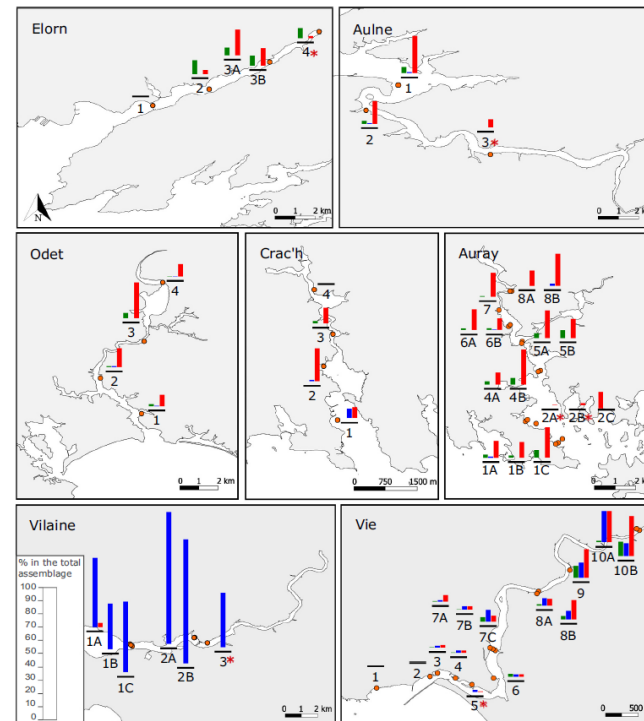 Elorn
1
2
3A
3B
4*
N
0 1 2 km
Aulne
1
2
3*
0 1 2 km
Odet
4
3
2
1
0 1 2 km
Crac'h
4
3
2
1
0 750 1500 m
Auray
8A 8B
7
6A 6B
5A 5B
4A 4B
2A* 2B* 2C
1A 1B 1C
0 1 2 km
Vilaine
% in the total
assemblage
100
90
80
70
60
50
40
30
20
10
0
1A
1B
1C
2A
2B
3*
0 1 2 km
Vie
10A
10B
9
8A
8B
7A
7B
7C
6
5*
4
3
2
1
0 500